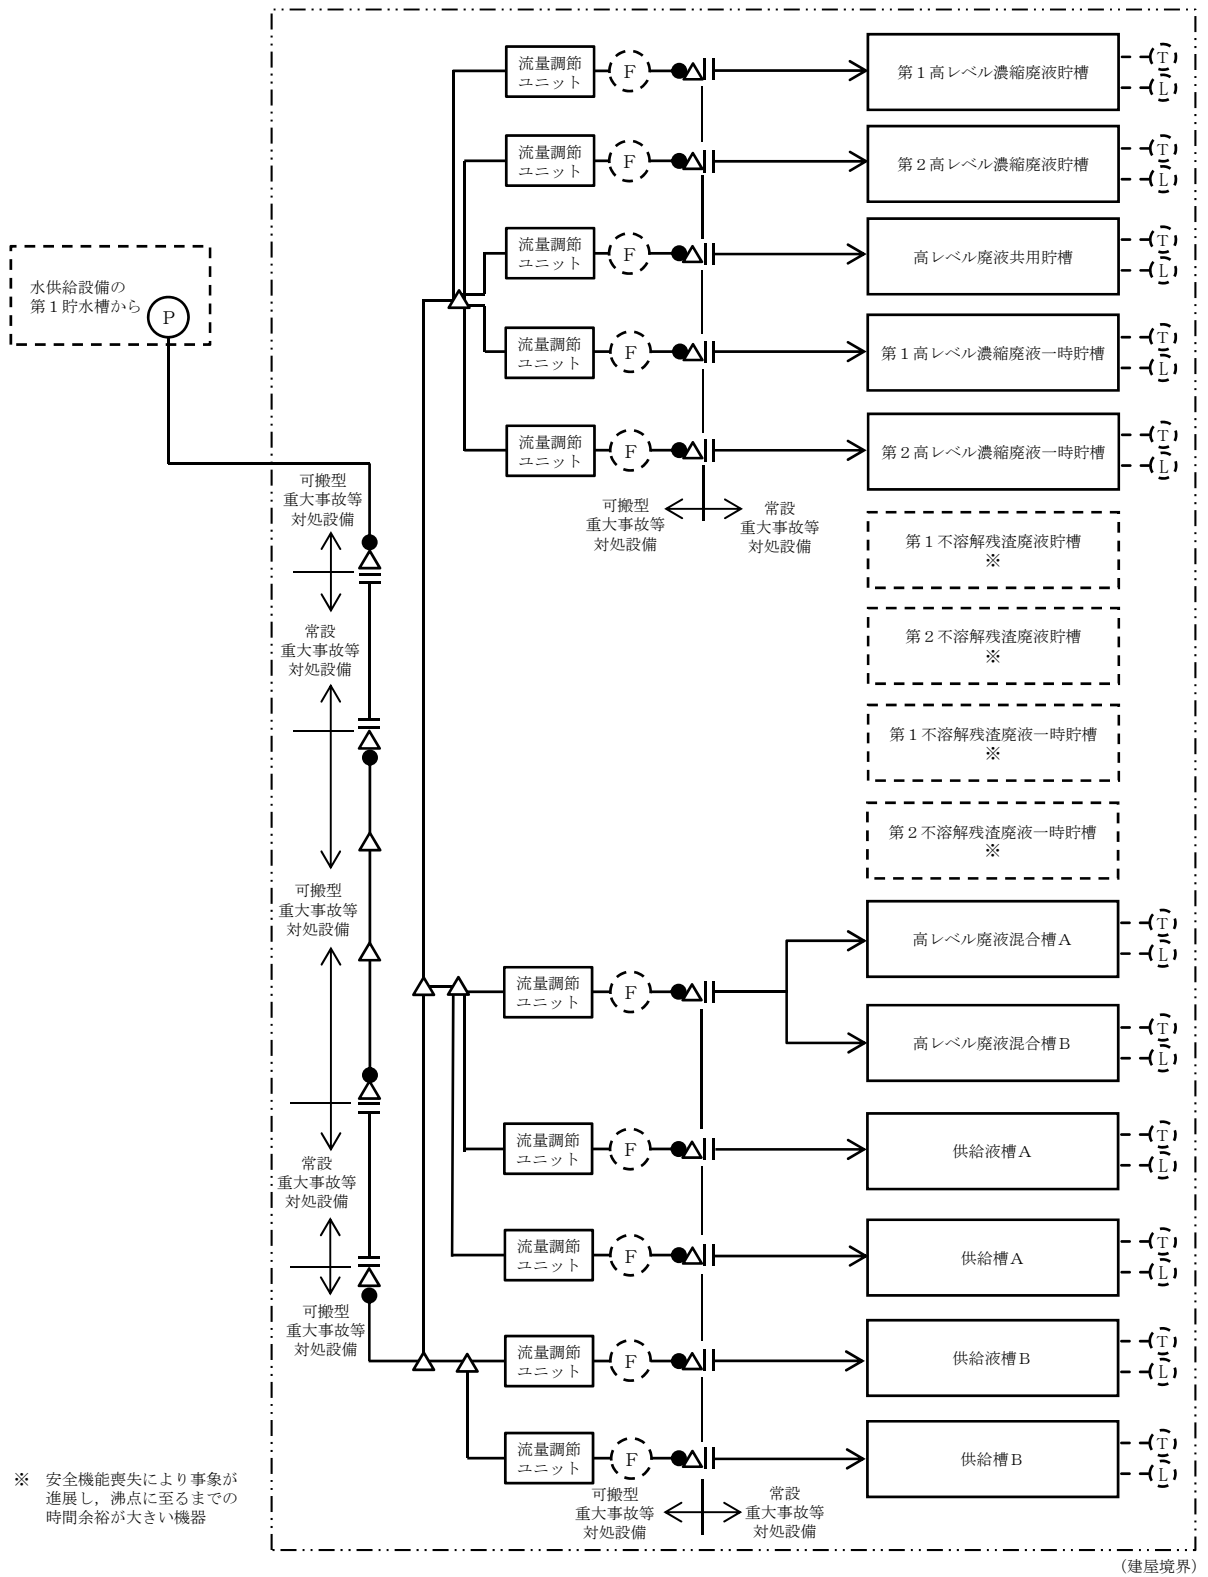 流量調節
ユニット
F
第１高レベル濃縮廃液貯槽
T
L
流量調節
ユニット
F
第２高レベル濃縮廃液貯槽
T
L
流量調節
ユニット
F
高レベル廃液共用貯槽
T
L
水供給設備の
第１貯水槽から
P
流量調節
ユニット
F
第１高レベル濃縮廃液一時貯槽
T
L
流量調節
ユニット
F
第２高レベル濃縮廃液一時貯槽
T
L
可搬型
重大事故等
対処設備
可搬型
重大事故等
対処設備
常設
重大事故等
対処設備
第１不溶解残渣廃液貯槽
※
常設
重大事故等
対処設備
第２不溶解残渣廃液貯槽
※
第１不溶解残渣廃液一時貯槽
※
第２不溶解残渣廃液一時貯槽
※
可搬型
重大事故等
対処設備
流量調節
ユニット
F
高レベル廃液混合槽Ａ
T
L
高レベル廃液混合槽Ｂ
T
L
流量調節
ユニット
F
供給液槽Ａ
T
L
常設
重大事故等
対処設備
流量調節
ユニット
F
供給槽Ａ
T
L
可搬型
重大事故等
対処設備
流量調節
ユニット
F
供給液槽Ｂ
T
L
流量調節
ユニット
F
供給槽Ｂ
T
L
可搬型
重大事故等
対処設備
常設
重大事故等
対処設備
※　安全機能喪失により事象が
進展し，沸点に至るまでの
時間余裕が大きい機器
（建屋境界）